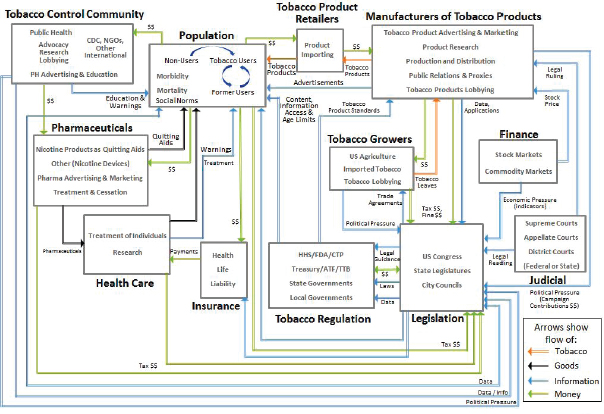 Tobacco Control Community
Public Health
Advocacy
Research
Lobbying
CDC, NGOs,
Other
International
PH Advertising & Education
$$
$$
Education &
Warnings
Population
Non-Users
Tobacco Users
Morbidity
Mortality
Social Norms
Former Users
$$
Tobacco
Products
Tobacco Product
Retailers
Product
Importing
$$
Tobacco
Products
Advertisements
Manufacturers of Tobacco Products
Tobacco Product Advertising & Marketing
Product Research
Production and Distribution
Public Relations & Proxies
Tobacco Products Lobbying
Legal
Ruling
Stock
Price
Content,
Information
Access &
Age Limits
Tobacco
Product Standards
Data,
Applications
Pharmaceuticals
Nicotine Products as Quitting Aids
Other (Nicotine Devices)
Pharma Advertising & Marketing
Treatment & Cessation
Quitting
Aids
$$
Warnings
Treatment
$$
Tobacco Growers
US Agriculture
Imported Tobacco
Tobacco Lobbying
$$
Tobacco
Leaves
Trade
Agreements
Political Pressure
Tax $$,
Fine $$
Finance
Stock Markets
Commodity Markets
Economic Pressure
(Indicators)
Pharmaceuticals
Treatment of Individuals
Research
Health Care
Payments
Health
Life
Liability
Insurance
HHS/FDA/CTP
Treasury/ATF/TTB
State Governments
Local Governments
Tobacco Regulation
Legal
Guidance
$$
Laws
Data
US Congress
State Legislatures
City Councils
Legislation
Legal
Reading
Supreme Courts
Appellate Courts
District Courts
(Federal or State)
Judicial
Political Pressure
(Campaign
Contributions $$)
Tax $$
Tax $$
Data
Data / Info
Political Pressure
Arrows show
flow of:
Tobacco
Goods
Information
Money